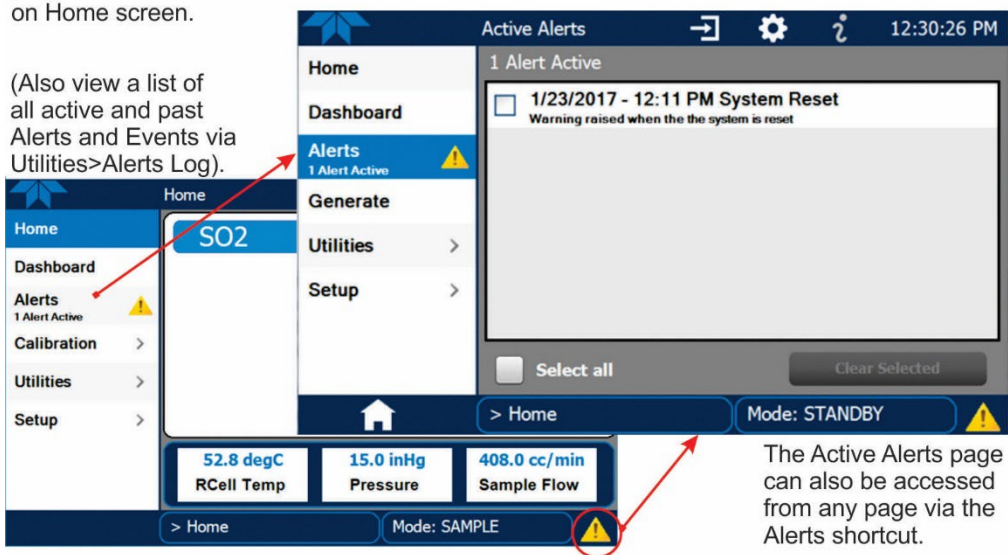 on Home screen.
(Also view a list of
all active and past
Alerts and Events via
Utilities>Alerts Log).
Active Alerts
12:30:26 PM
Home
Dashboard
Alerts
1 Alert Active
Generate
Utilities >
Setup >
1 Alert Active
1/23/2017 - 12:11 PM System Reset
Warning raised when the the system is reset
Select all
Clear Selected
> Home
Mode: STANDBY
Home
Home
Dashboard
Alerts
1 Alert Active
Calibration >
Utilities >
Setup >
SO2
52.8 degC
RCell Temp
15.0 inHg
Pressure
408.0 cc/min
Sample Flow
> Home
Mode: SAMPLE
The Active Alerts page
can also be accessed
from any page via the
Alerts shortcut.